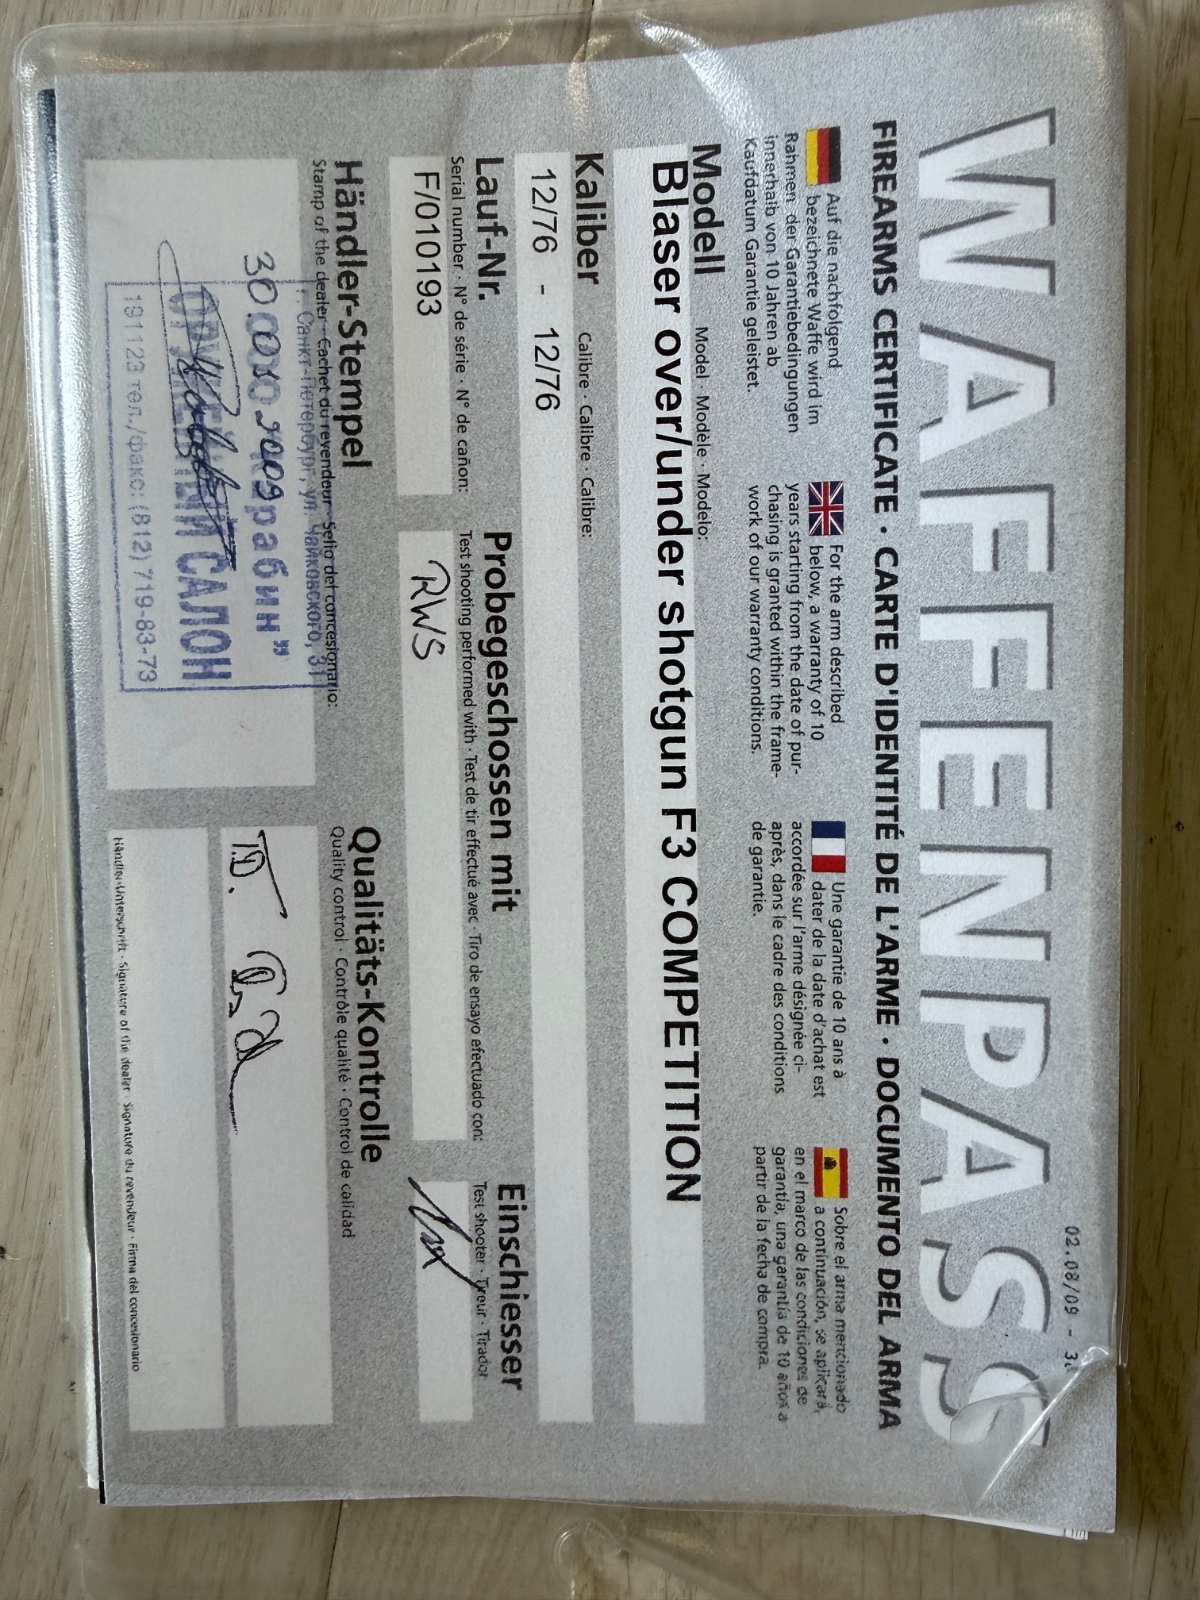 02.08/09 - 3
WAFFENPASS
FIREARMS CERTIFICATE · CARTE D'IDENTITÉ DE L'ARME · DOCUMENTO DEL ARMA
Auf die nachfolgend
bezeichnete Waffe wird im
Rahmen der Garantiebedingungen
innerhalb von 10 Jahren ab
Kaufdatum Garantie geleistet.
For the arm described
below, a warranty of 10
years starting from the date of pur-
chasing is granted within the frame-
work of our warranty conditions.
Une garantie de 10 ans à
dater de la date d'achat est
accordée sur l'arme désignée ci-
après, dans le cadre des conditions
de garantie.
Sobre el arma mencionado
a continuación, se aplicará,
en el marco de las condiciones de
garantía, una garantía de 10 años a
partir de la fecha de compra.
Modell Model · Modèle · Modelo:
Blaser over/under shotgun F3 COMPETITION
Kaliber Calibre · Calibre · Calibre:
12/76 - 12/76
Lauf-Nr.
Serial number · N° de série · N° de cañon:
F/010193
Probegeschossen mit
Test shooting performed with · Test de tir effectué avec · Tiro de ensayo efectuado con:
RWS
Einschiesser
Test shooter · Tireur · Tirador
Händler-Stempel
Stamp of the dealer · Cachet du revendeur · Sello del concesionario:
г. Санкт-Петербург, ул. Чайковского, 31
"Карабин"
ОРУЖЕЙНЫЙ САЛОН
191123 тел./факс: (812) 719-83-73
Qualitäts-Kontrolle
Quality control · Contrôle qualité · Control de calidad
Händler-Unterschrift · Signature of the dealer · Signature du revendeur · Firma del concesionario